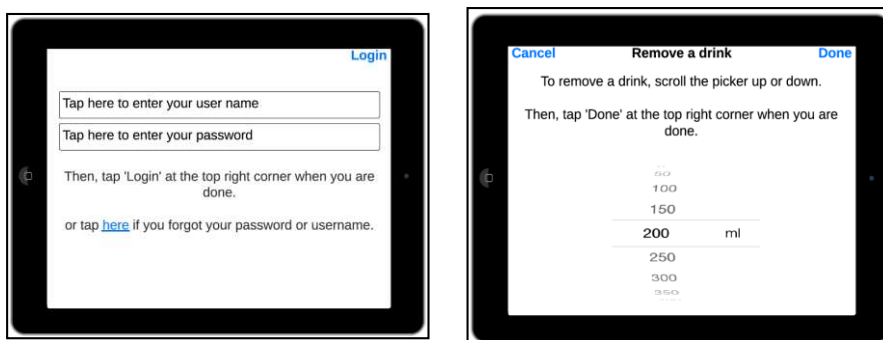 Login
Tap here to enter your user name
Tap here to enter your password
Then, tap 'Login' at the top right corner when you are
done.
or tap here if you forgot your password or username.
Cancel Remove a drink Done
To remove a drink, scroll the picker up or down.
Then, tap 'Done' at the top right corner when you are
done.
50
100
150
200 ml
250
300
350